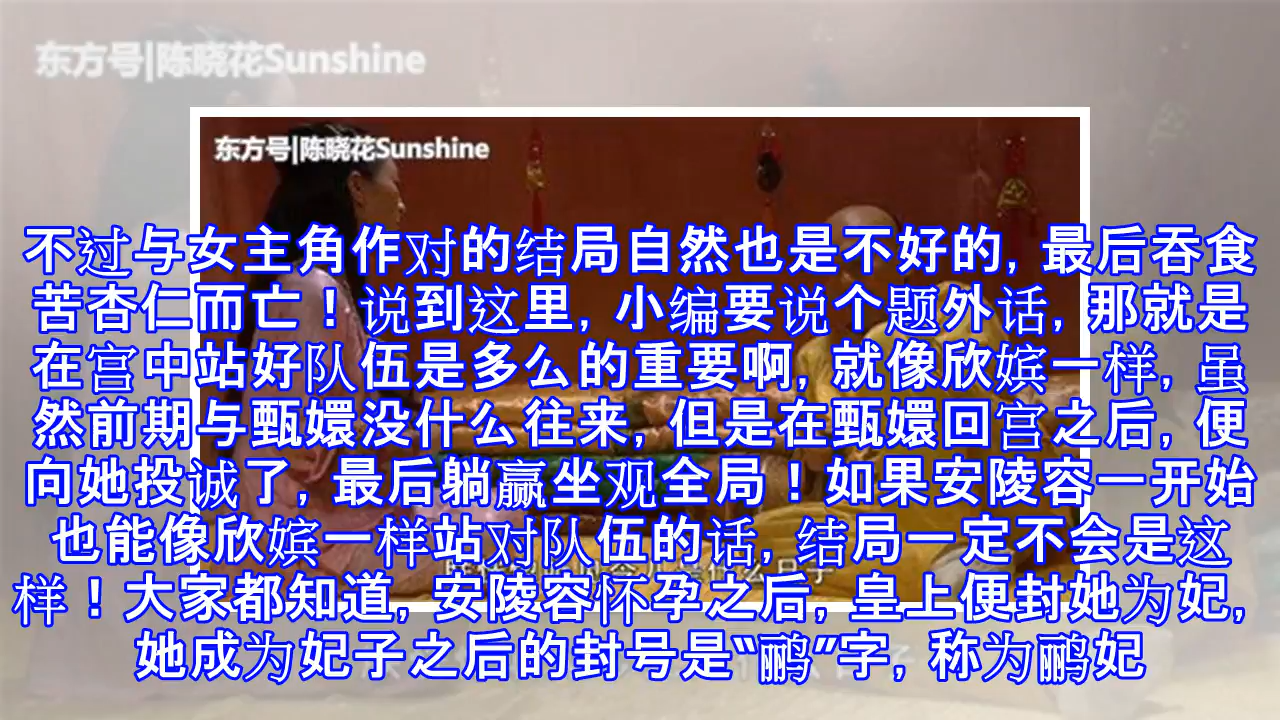 东方号|陈晓花Sunshine
东方号|陈晓花Sunshine
不过与女主角作对的结局自然也是不好的, 最后吞食
苦杏仁而亡！说到这里, 小编要说个题外话, 那就是
在宫中站好队伍是多么的重要啊, 就像欣嫔一样, 虽
然前期与甄嬛没什么往来, 但是在甄嬛回宫之后, 便
向她投诚了, 最后躺赢坐观全局！如果安陵容一开始
也能像欣嫔一样站对队伍的话, 结局一定不会是这
样！大家都知道, 安陵容怀孕之后, 皇上便封她为妃,
她成为妃子之后的封号是“鹂”字, 称为鹂妃